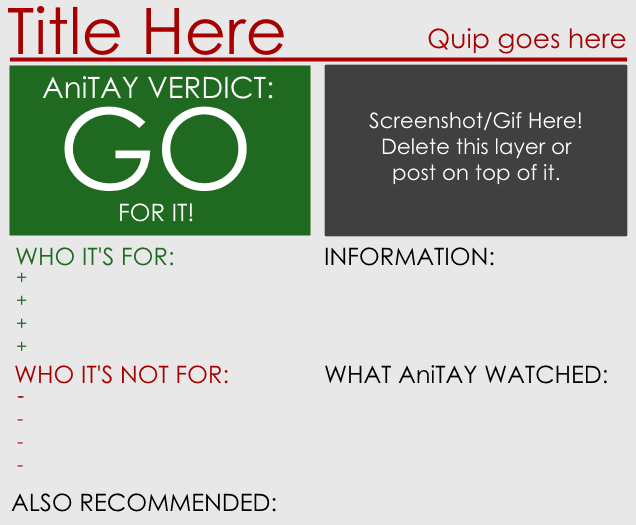 Title Here
Quip goes here
AniTAY VERDICT:
GO
FOR IT!
Screenshot/Gif Here!
Delete this layer or
post on top of it.
WHO IT'S FOR:
+
+
+
+
WHO IT'S NOT FOR:
-
-
-
-
INFORMATION:
WHAT AniTAY WATCHED:
ALSO RECOMMENDED: